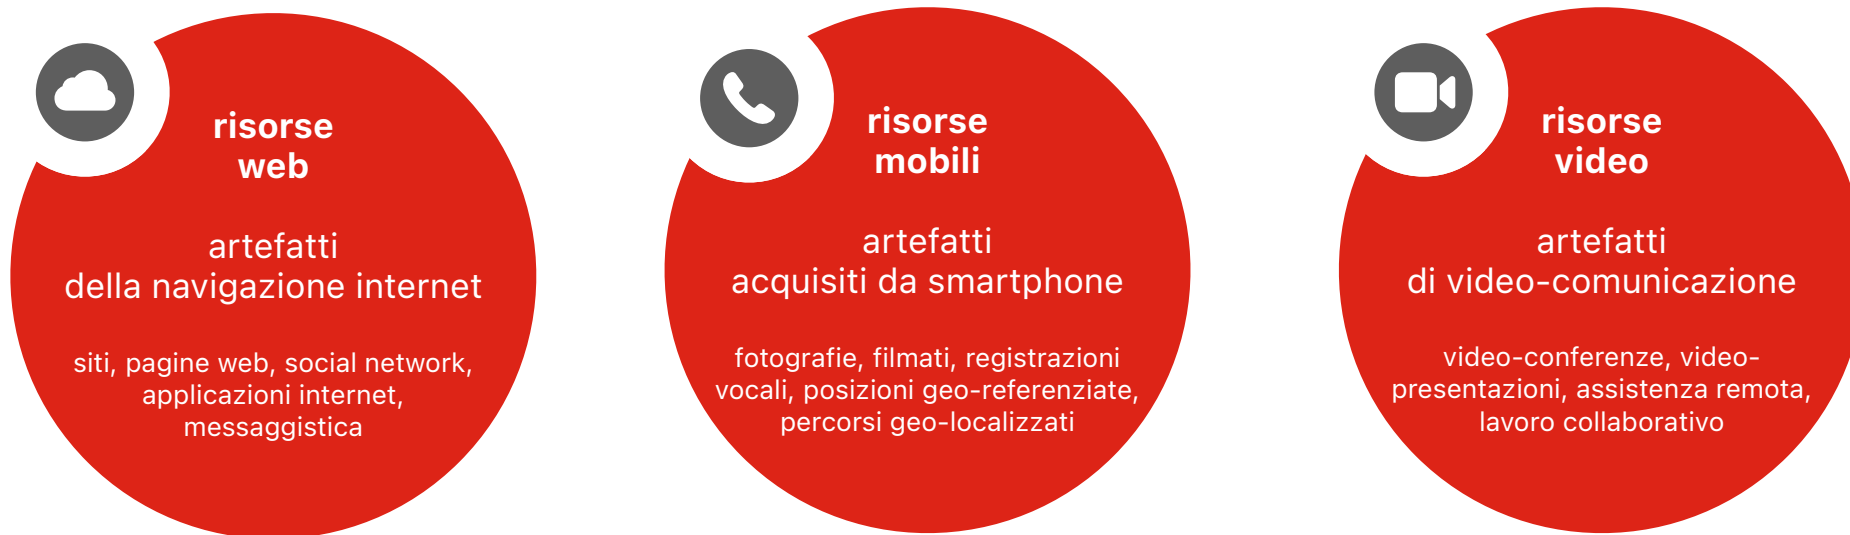 risorse
web
artefatti
della navigazione internet
siti, pagine web, social network,
applicazioni internet,
messaggistica
risorse
mobili
artefatti
acquisiti da smartphone
fotografie, filmati, registrazioni
vocali, posizioni geo-referenziate,
percorsi geo-localizzati
risorse
video
artefatti
di video-comunicazione
video-conferenze, video-
presentazioni, assistenza remota,
lavoro collaborativo